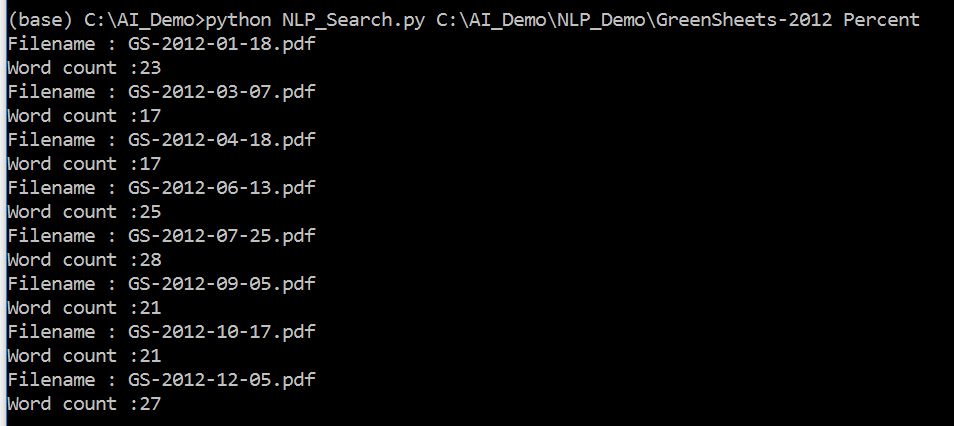 (base) C:\AI_Demo>python NLP_Search.py C:\AI_Demo\NLP_Demo\GreenSheets-2012 Percent
Filename : GS-2012-01-18.pdf
Word count :23
Filename : GS-2012-03-07.pdf
Word count :17
Filename : GS-2012-04-18.pdf
Word count :17
Filename : GS-2012-06-13.pdf
Word count :25
Filename : GS-2012-07-25.pdf
Word count :28
Filename : GS-2012-09-05.pdf
Word count :21
Filename : GS-2012-10-17.pdf
Word count :21
Filename : GS-2012-12-05.pdf
Word count :27